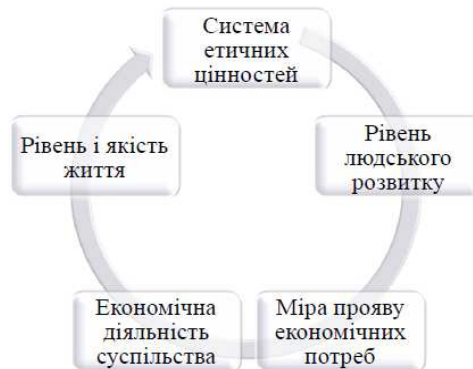 Система
етичних
цінностей
Рівень
людського
розвитку
Міра прояву
економічних
потреб
Економічна
діяльність
суспільства
Рівень і якість
життя